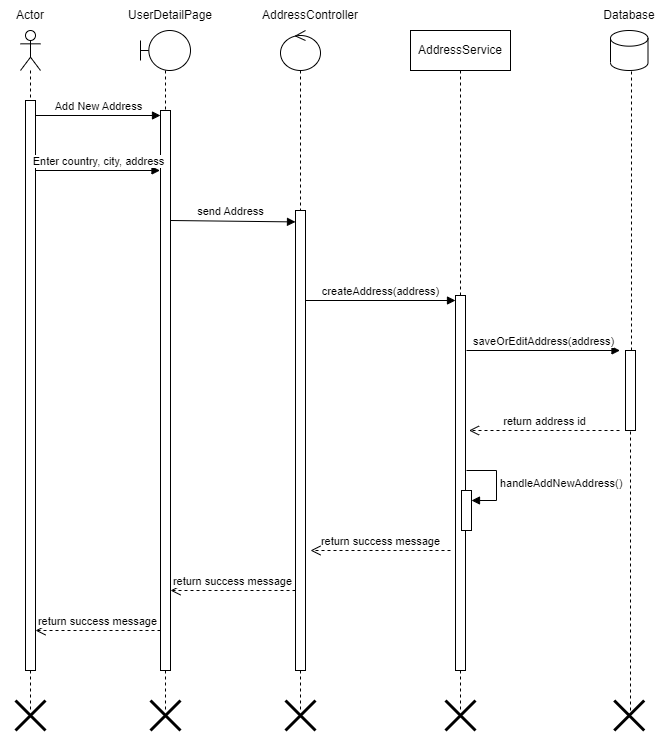 Actor
UserDetailPage
AddressController
Database
AddressService
Add New Address
Enter country, city, address
send Address
createAddress(address)
saveOrEditAddress(address)
return address id
handleAddNewAddress()
return success message
return success message
return success message